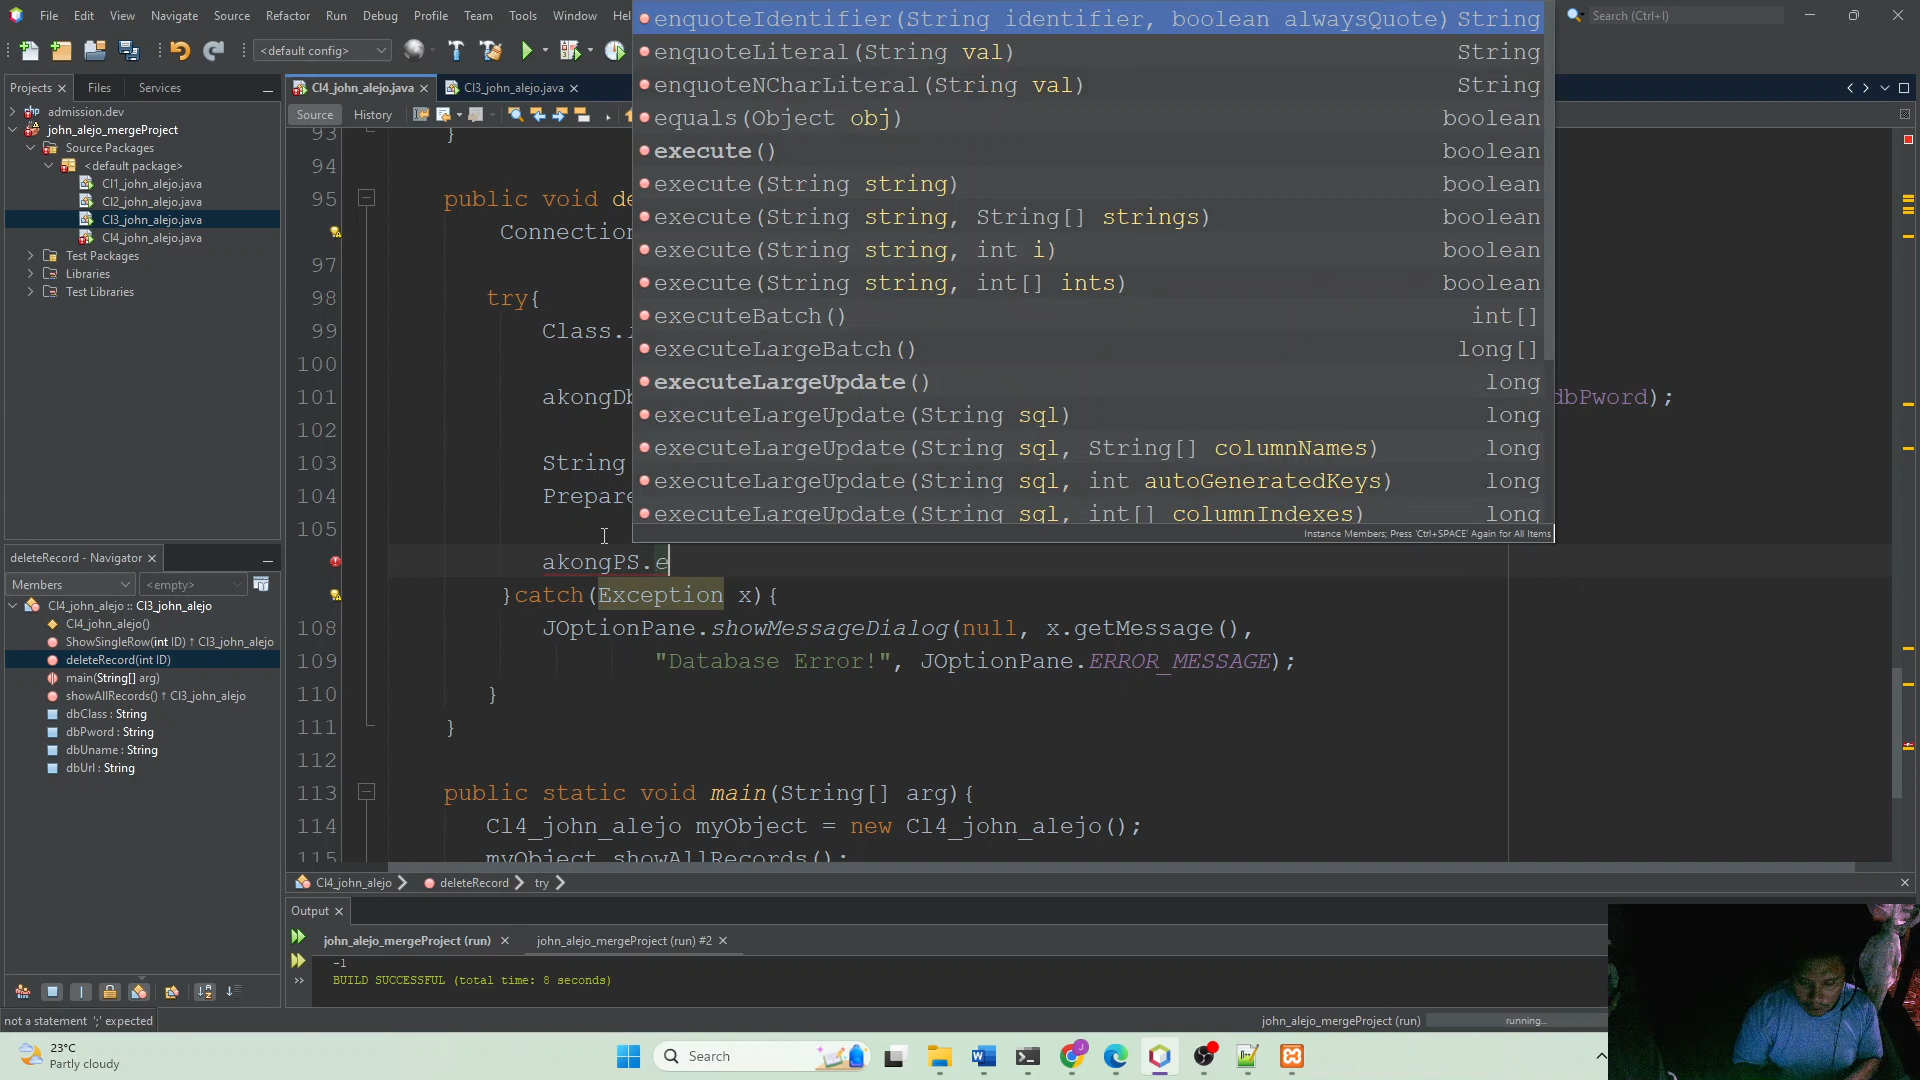 File Edit View Navigate Source Refactor Run Debug Profile Team Tools Window
Search (Ctrl+I)
<default config>
Projects Files Services
admission.dev
john_alejo_mergeProject
Source Packages
<default package>
Cl1_john_alejo.java
Cl2_john_alejo.java
Cl3_john_alejo.java
Cl4_john_alejo.java
Test Packages
Libraries
Test Libraries
Cl4_john_alejo.java Cl3_john_alejo.java
Source History
enquoteIdentifier(String identifier, boolean alwaysQuote) String
enquoteLiteral(String val) String
enquoteNCharLiteral(String val) String
equals(Object obj) boolean
execute() boolean
execute(String string) boolean
execute(String string, String[] strings) boolean
execute(String string, int i) boolean
execute(String string, int[] ints) boolean
executeBatch() int[]
executeLargeBatch() long[]
executeLargeUpdate() long
executeLargeUpdate(String sql) long
executeLargeUpdate(String sql, String[] columnNames) long
executeLargeUpdate(String sql, int autoGeneratedKeys) long
executeLargeUpdate(String sql, int[] columnIndexes) long
Instance Members; Press 'Ctrl+SPACE' Again for All Items
93 }
94
95 public void de
Connection
97
98 try{
99 Class.
100
101 akongDb dbPword);
102
103 String
104 Prepare
105
akongPS.e
}catch(Exception x){
108 JOptionPane.showMessageDialog(null, x.getMessage(),
109 "Database Error!", JOptionPane.ERROR_MESSAGE);
110 }
111 }
112
113 public static void main(String[] arg){
114 Cl4_john_alejo myObject = new Cl4_john_alejo();
115 myObject.showAllRecords();
Cl4_john_alejo deleteRecord try
deleteRecord - Navigator
Members <empty>
Cl4_john_alejo :: Cl3_john_alejo
Cl4_john_alejo()
ShowSingleRow(int ID) ↑ Cl3_john_alejo
deleteRecord(int ID)
main(String[] arg)
showAllRecords() ↑ Cl3_john_alejo
dbClass : String
dbPword : String
dbUname : String
dbUrl : String
Output
john_alejo_mergeProject (run) john_alejo_mergeProject (run) #2
-1
BUILD SUCCESSFUL (total time: 8 seconds)
not a statement ';' expected
john_alejo_mergeProject (run) running...
23°C
Partly cloudy
Search